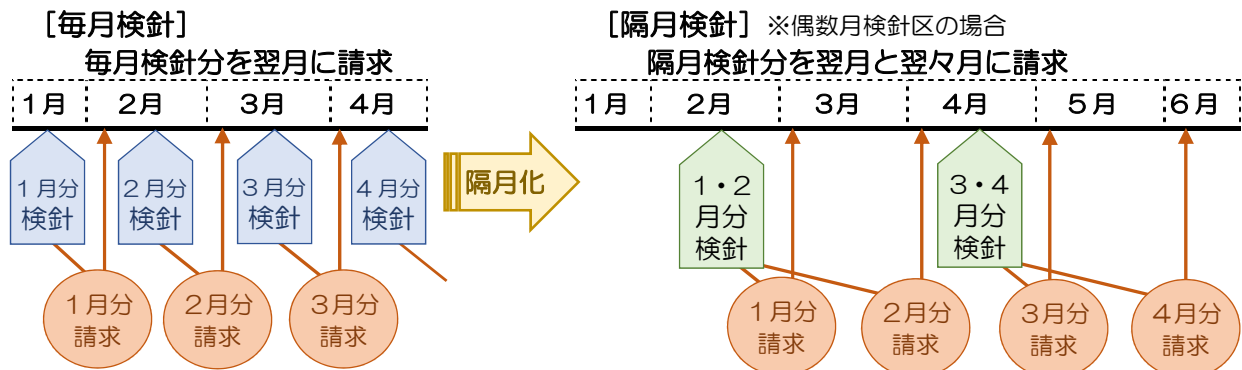 ［毎月検針］
毎月検針分を翌月に請求
１月 ２月 ３月 ４月
１月分
検針
２月分
検針
３月分
検針
４月分
検針
１月分
請求
２月分
請求
３月分
請求
隔月化
［隔月検針］ ※偶数月検針区の場合
隔月検針分を翌月と翌々月に請求
１月 ２月 ３月 ４月 ５月 ６月
１・２
月分
検針
３・４
月分
検針
１月分
請求
２月分
請求
３月分
請求
４月分
請求